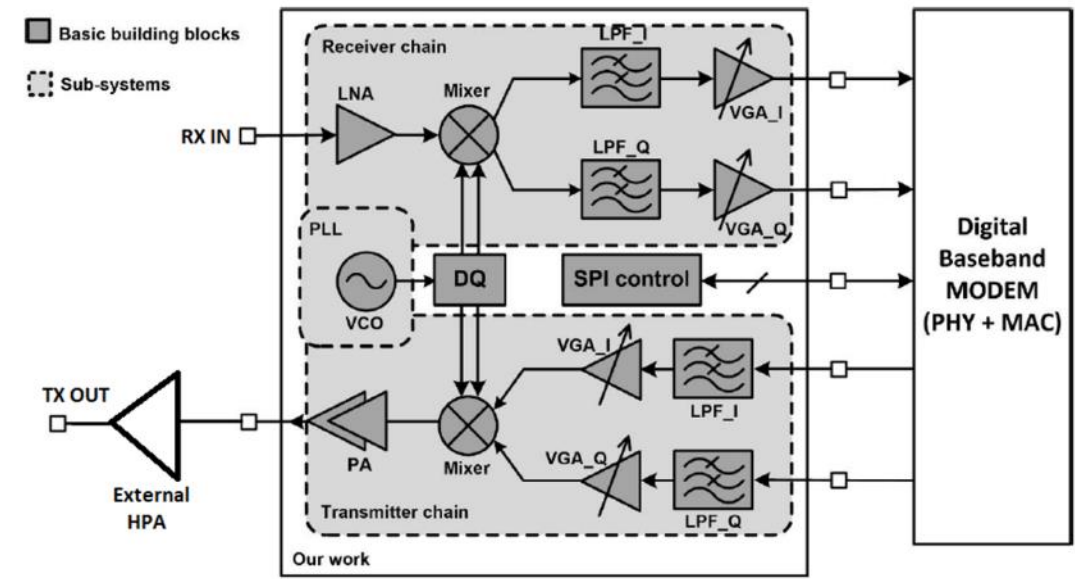 Basic building blocks
Sub-systems
Receiver chain
LNA
Mixer
LPF_I
VGA_I
RX IN
LPF_Q
VGA_Q
PLL
VCO
DQ
SPI control
Digital
Baseband
MODEM
(PHY + MAC)
TX OUT
External
HPA
PA
Mixer
VGA_I
LPF_I
VGA_Q
LPF_Q
Transmitter chain
Our work